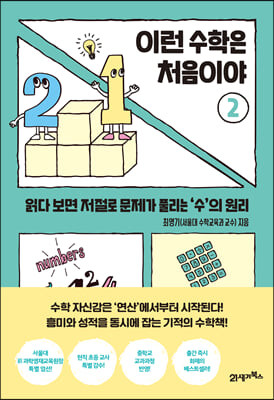 이런 수학은
처음이야
2
2 1
읽다 보면 저절로 문제가 풀리는 '수'의 원리
최영기(서울대 수학교육과 교수) 지음
numbers
수학 자신감은 '연산'에서부터 시작된다!
흥미와 성적을 동시에 잡는 기적의 수학책!
서울대
前 과학영재교육원장
특별 엄선!
현직 초중 교사
특별 감수!
중학교
교과과정
반영!
출간 즉시
화제의
베스트셀러!
21세기북스